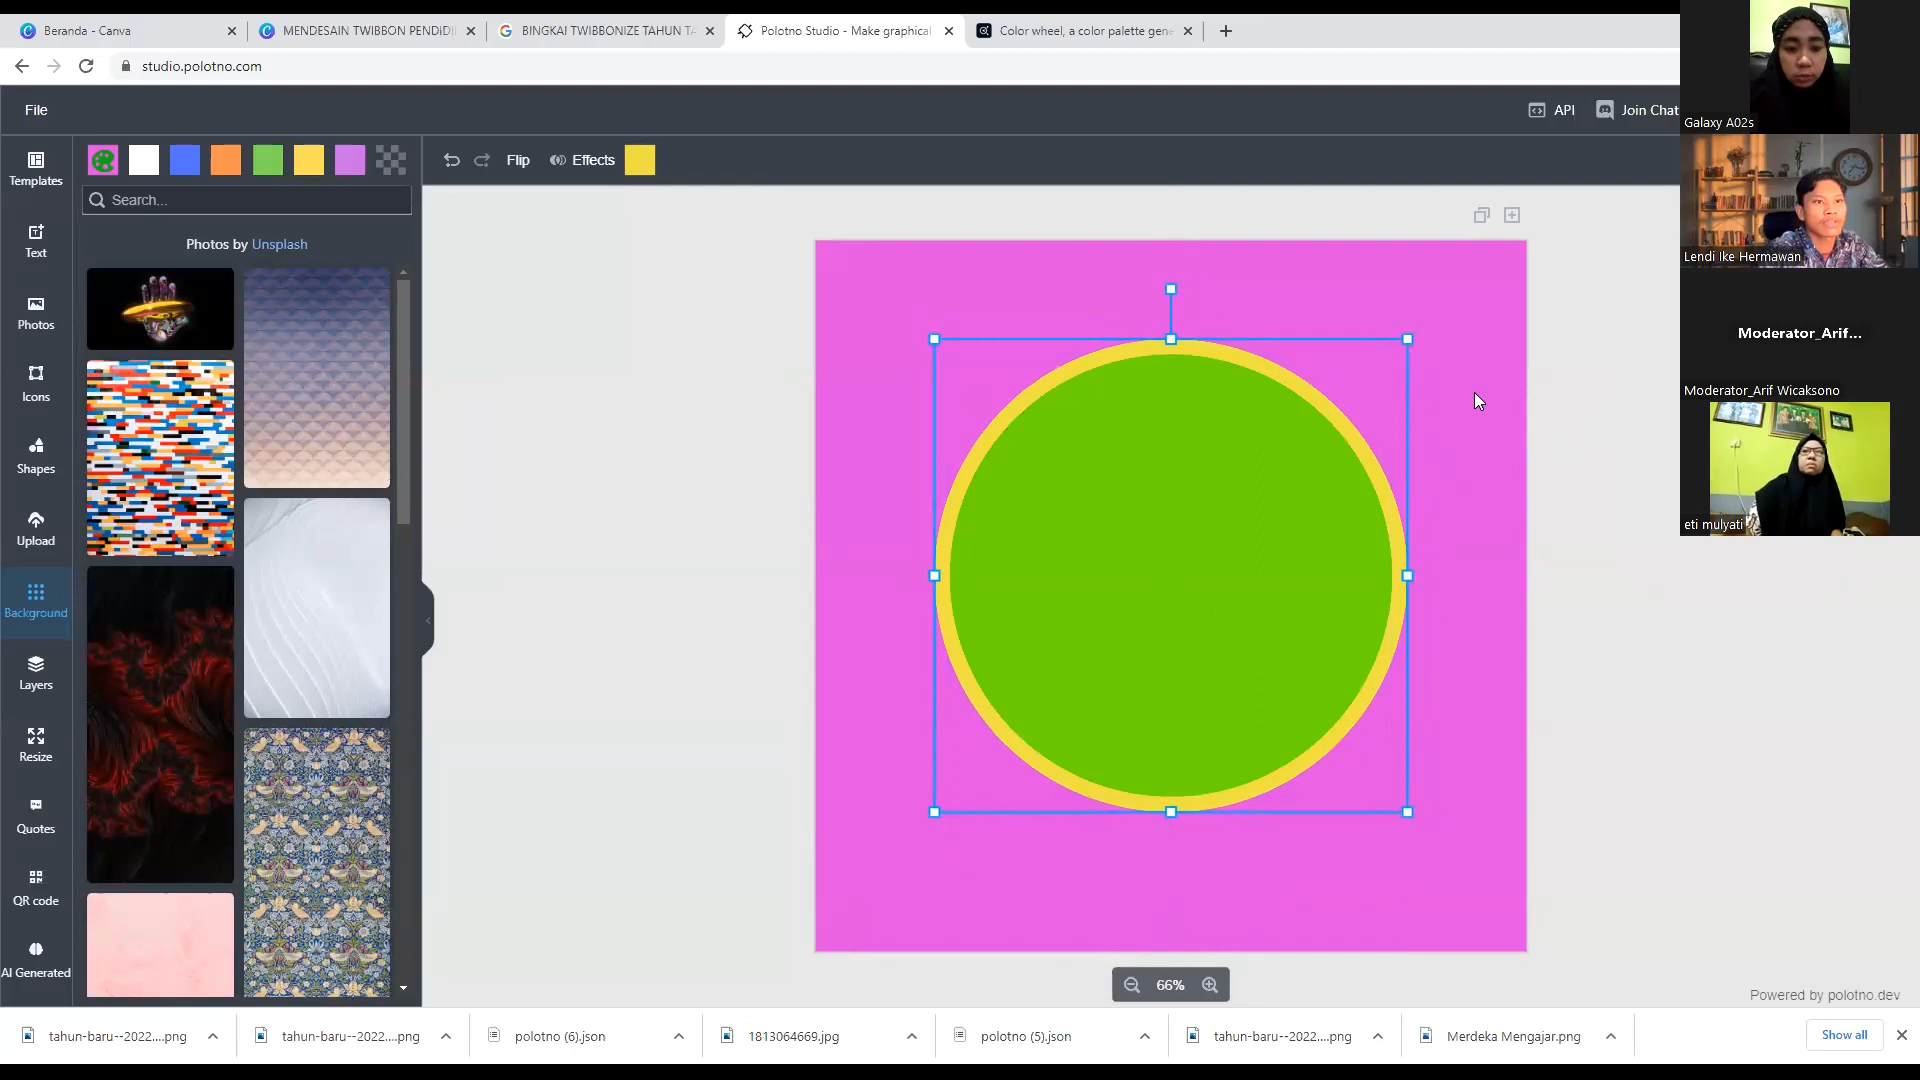 Beranda - Canva
MENDESAIN TWIBBON PENDIDI
BINGKAI TWIBBONIZE TAHUN TA
Polotno Studio - Make graphical
Color wheel, a color palette gene
studio.polotno.com
File
API
Join Chat
Flip
Effects
Search...
Photos by Unsplash
Templates
Text
Photos
Icons
Shapes
Upload
Background
Layers
Resize
Quotes
QR code
AI Generated
66%
Powered by polotno.dev
Galaxy A02s
Lendi Ike Hermawan
Moderator_Arif...
Moderator_Arif Wicaksono
eti mulyati
tahun-baru--2022....png
tahun-baru--2022....png
polotno (6).json
1813064669.jpg
polotno (5).json
tahun-baru--2022....png
Merdeka Mengajar.png
Show all